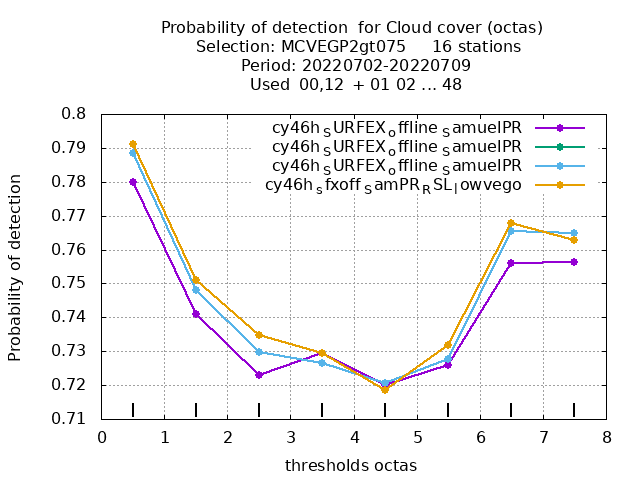 Probability of detection for Cloud cover (octas)
Selection: MCVEGP2gt075 16 stations
Period: 20220702-20220709
Used 00,12 + 01 02 ... 48
cy46h_SURFEX_offline_SamuelPR
cy46h_SURFEX_offline_SamuelPR
cy46h_SURFEX_offline_SamuelPR
cy46h_sfxoff_SamPR_RSL_lowvego
0.8
0.79
0.78
0.77
0.76
0.75
0.74
0.73
0.72
0.71
0 1 2 3 4 5 6 7 8
Probability of detection
thresholds octas